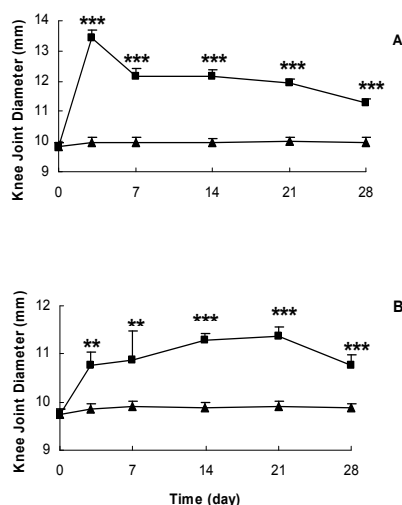 A
Knee Joint Diameter (mm)
14
13
12
11
10
9
*** *** *** *** ***
0 7 14 21 28
B
Knee Joint Diameter (mm)
12
11
10
9
** ** *** *** ***
0 7 14 21 28
Time (day)